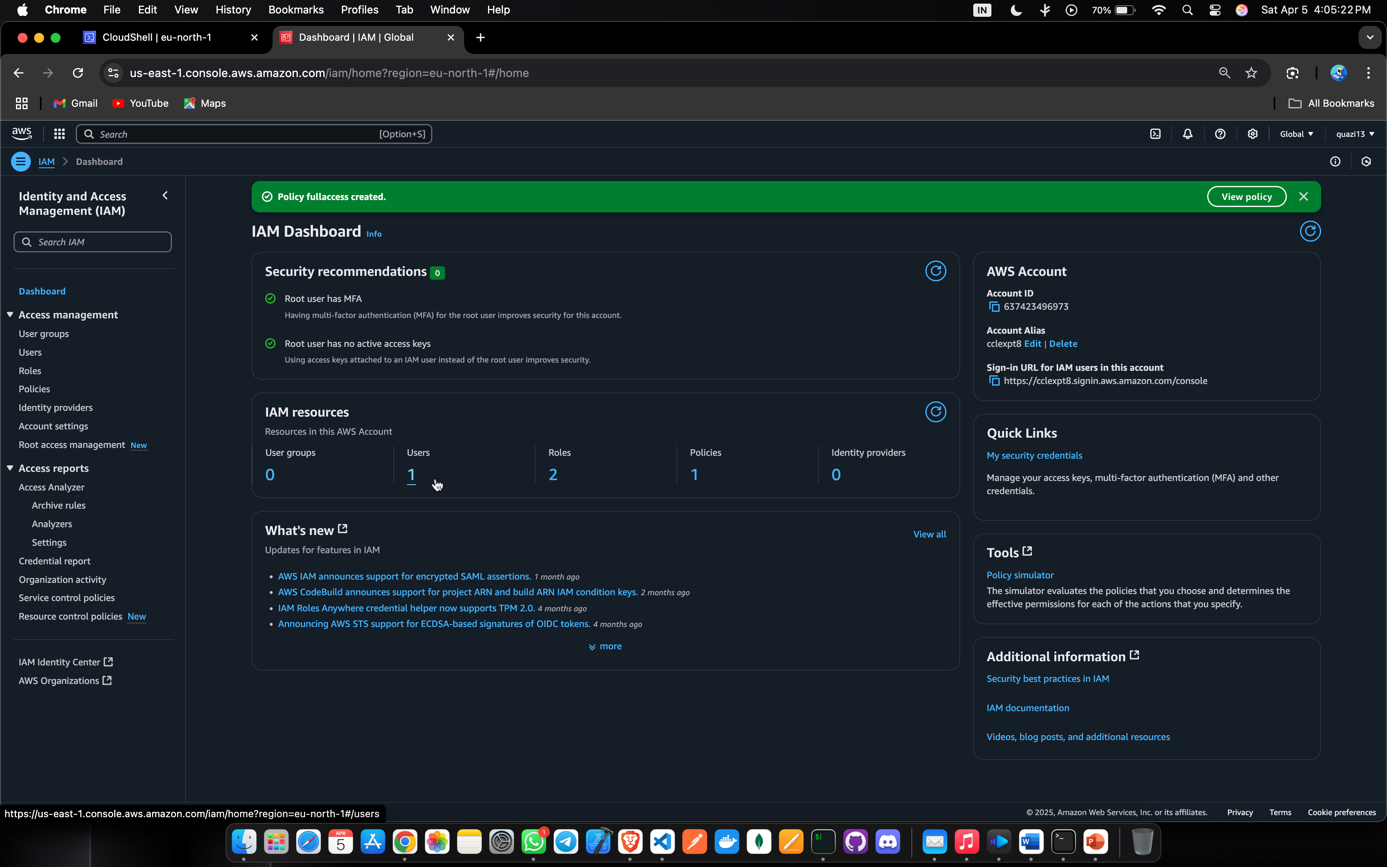 Chrome File Edit View History Bookmarks Profiles Tab Window Help IN 70% Sat Apr 5 4:05:22 PM
CloudShell | eu-north-1 Dashboard | IAM | Global
us-east-1.console.aws.amazon.com/iam/home?region=eu-north-1#/home
Gmail YouTube Maps All Bookmarks
aws Search [Option+S] Global quazi13
IAM Dashboard
Identity and Access
Management (IAM)
Search IAM
Dashboard
Access management
User groups
Users
Roles
Policies
Identity providers
Account settings
Root access management New
Access reports
Access Analyzer
Archive rules
Analyzers
Settings
Credential report
Organization activity
Service control policies
Resource control policies New
IAM Identity Center
AWS Organizations
Policy fullaccess created. View policy
IAM Dashboard Info
Security recommendations 0
Root user has MFA
Having multi-factor authentication (MFA) for the root user improves security for this account.
Root user has no active access keys
Using access keys attached to an IAM user instead of the root user improves security.
IAM resources
Resources in this AWS Account
User groups Users Roles Policies Identity providers
0 1 2 1 0
What's new View all
Updates for features in IAM
• AWS IAM announces support for encrypted SAML assertions. 1 month ago
• AWS CodeBuild announces support for project ARN and build ARN IAM condition keys. 2 months ago
• IAM Roles Anywhere credential helper now supports TPM 2.0. 4 months ago
• Announcing AWS STS support for ECDSA-based signatures of OIDC tokens. 4 months ago
more
AWS Account
Account ID
637423496973
Account Alias
cclexpt8 Edit | Delete
Sign-in URL for IAM users in this account
https://cclexpt8.signin.aws.amazon.com/console
Quick Links
My security credentials
Manage your access keys, multi-factor authentication (MFA) and other
credentials.
Tools
Policy simulator
The simulator evaluates the policies that you choose and determines the
effective permissions for each of the actions that you specify.
Additional information
Security best practices in IAM
IAM documentation
Videos, blog posts, and additional resources
https://us-east-1.console.aws.amazon.com/iam/home?region=eu-north-1#/users
© 2025, Amazon Web Services, Inc. or its affiliates. Privacy Terms Cookie preferences
APR
5
1